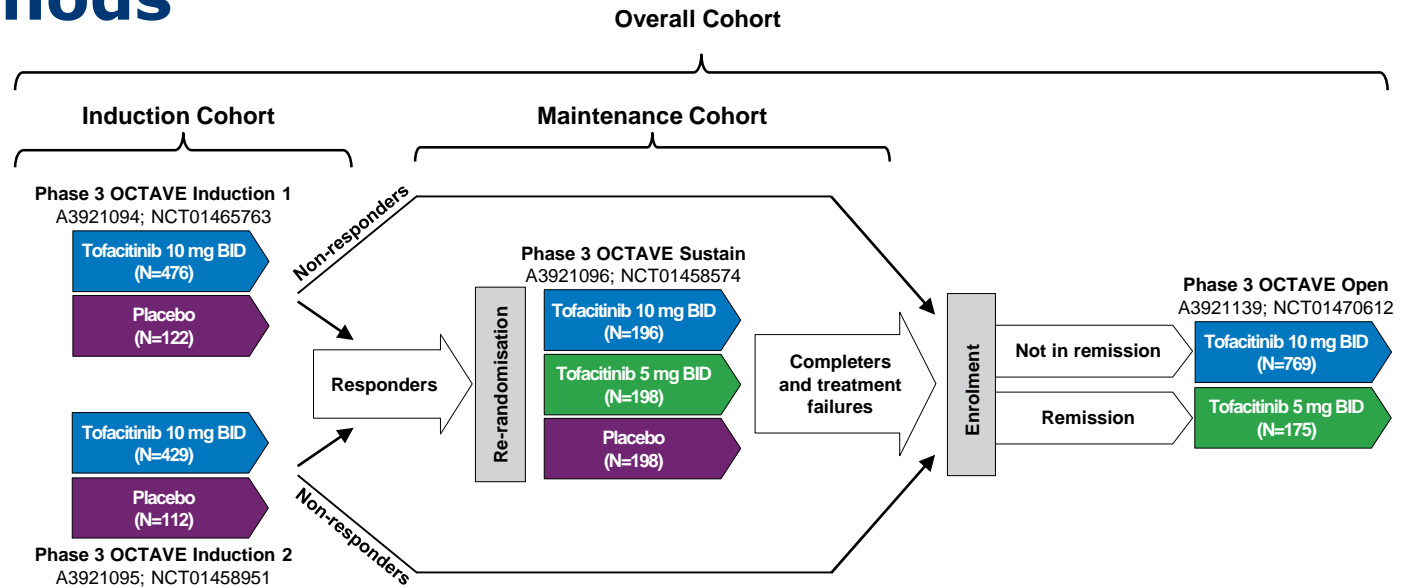 Overall Cohort
Induction Cohort
Maintenance Cohort
Phase 3 OCTAVE Induction 1
A3921094; NCT01465763
Tofacitinib 10 mg BID
(N=476)
Placebo
(N=122)
Non-responders
Responders
Tofacitinib 10 mg BID
(N=429)
Placebo
(N=112)
Phase 3 OCTAVE Induction 2
A3921095; NCT01458951
Non-responders
Re-randomisation
Phase 3 OCTAVE Sustain
A3921096; NCT01458574
Tofacitinib 10 mg BID
(N=196)
Tofacitinib 5 mg BID
(N=198)
Placebo
(N=198)
Completers
and treatment
failures
Enrolment
Not in remission
Remission
Phase 3 OCTAVE Open
A3921139; NCT01470612
Tofacitinib 10 mg BID
(N=769)
Tofacitinib 5 mg BID
(N=175)